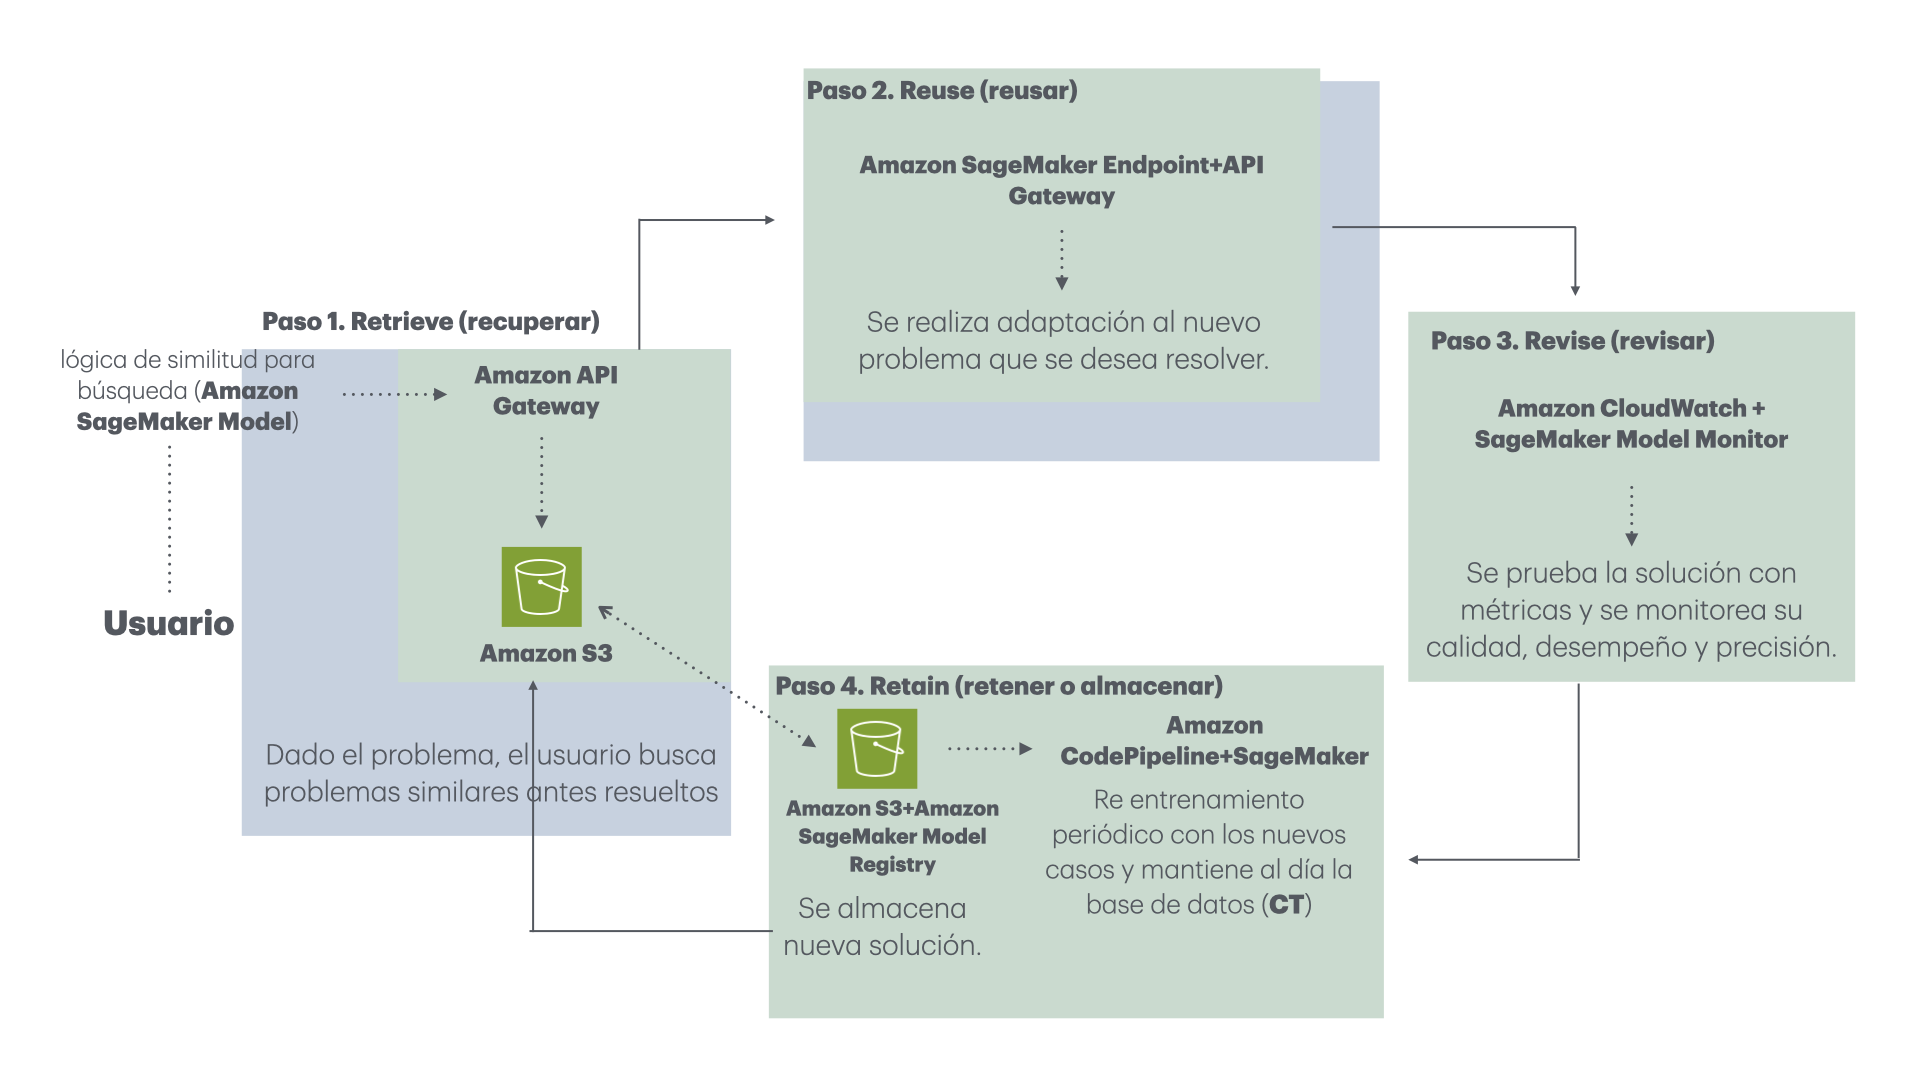 Paso 1. Retrieve (recuperar)
lógica de similitud para
búsqueda (Amazon
SageMaker Model)
Usuario
Amazon API
Gateway
Amazon S3
Dado el problema, el usuario busca
problemas similares antes resueltos
Paso 2. Reuse (reusar)
Amazon SageMaker Endpoint+API
Gateway
Se realiza adaptación al nuevo
problema que se desea resolver.
Paso 3. Revise (revisar)
Amazon CloudWatch +
SageMaker Model Monitor
Se prueba la solución con
métricas y se monitorea su
calidad, desempeño y precisión.
Paso 4. Retain (retener o almacenar)
Amazon S3+Amazon
SageMaker Model
Registry
Se almacena
nueva solución.
Amazon
CodePipeline+SageMaker
Re entrenamiento
periódico con los nuevos
casos y mantiene al día la
base de datos (CT)